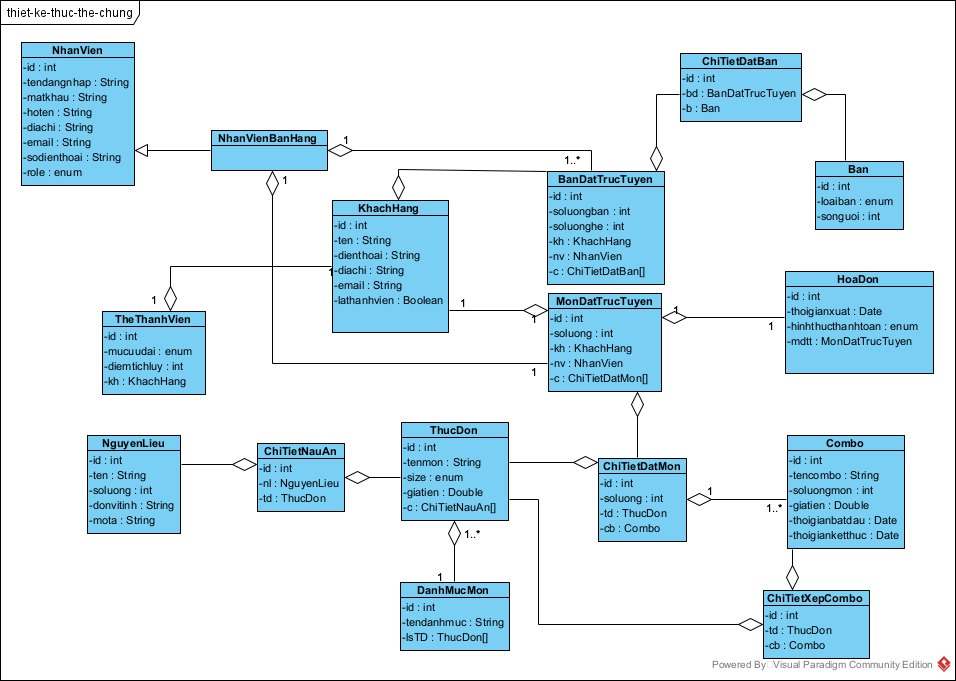 thiet-ke-thuc-the-chung
NhanVien
-id : int
-tendangnhap : String
-matkhau : String
-hoten : String
-diachi : String
-email : String
-sodienthoai : String
-role : enum
NhanVienBanHang
1
1
1..*
ChiTietDatBan
-id : int
-bd : BanDatTrucTuyen
-b : Ban
Ban
-id : int
-loaiban : enum
-songuoi : int
BanDatTrucTuyen
-id : int
-soluongban : int
-soluonghe : int
-kh : KhachHang
-nv : NhanVien
-c : ChiTietDatBan[]
KhachHang
-id : int
-ten : String
-dienthoai : String
-diachi : String
-email : String
-lathanhvien : Boolean
1
1
1
1
TheThanhVien
-id : int
-mucuudai : enum
-diemtichluy : int
-kh : KhachHang
MonDatTrucTuyen
-id : int
-soluong : int
-kh : KhachHang
-nv : NhanVien
-c : ChiTietDatMon[]
1
1
1
HoaDon
-id : int
-thoigianxuat : Date
-hinhthucthanhtoan : enum
-mdtt : MonDatTrucTuyen
NguyenLieu
-id : int
-ten : String
-soluong : int
-donvitinh : String
-mota : String
ChiTietNauAn
-id : int
-nl : NguyenLieu
-td : ThucDon
ThucDon
-id : int
-tenmon : String
-size : enum
-giatien : Double
-c : ChiTietNauAn[]
1..*
1
ChiTietDatMon
-id : int
-soluong : int
-td : ThucDon
-cb : Combo
1
1..*
Combo
-id : int
-tencombo : String
-soluongmon : int
-giatien : Double
-thoigianbatdau : Date
-thoigianketthuc : Date
DanhMucMon
-id : int
-tendanhmuc : String
-lsTD : ThucDon[]
ChiTietXepCombo
-id : int
-td : ThucDon
-cb : Combo
Powered By Visual Paradigm Community Edition